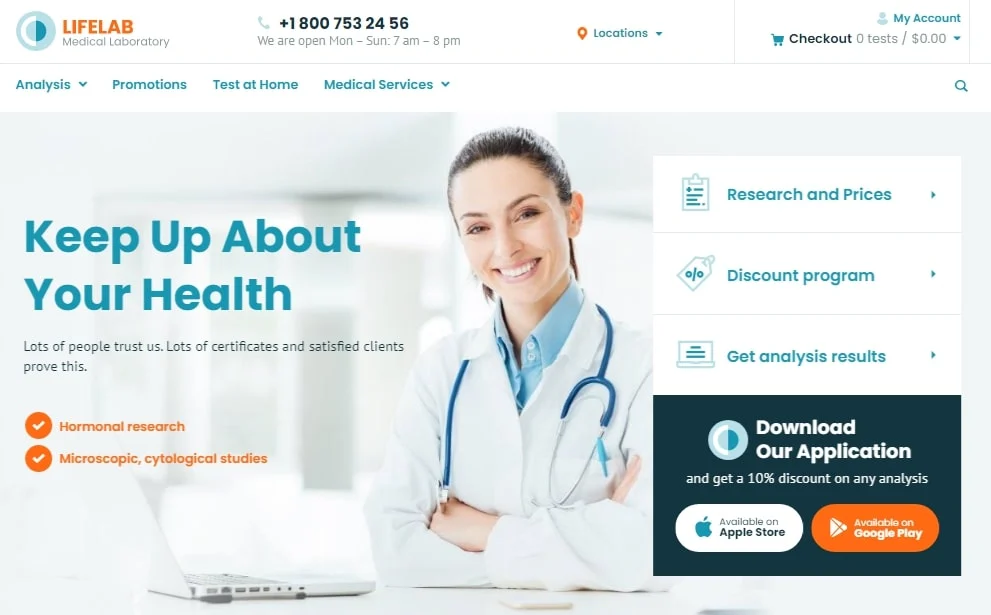 LIFELAB
Medical Laboratory
+1 800 753 24 56
We are open Mon – Sun: 7 am – 8 pm
Locations
My Account
Checkout 0 tests / $0.00
Analysis
Promotions
Test at Home
Medical Services
Keep Up About
Your Health
Lots of people trust us. Lots of certificates and satisfied clients
prove this.
Hormonal research
Microscopic, cytological studies
Research and Prices
%
Discount program
Get analysis results
Download
Our Application
and get a 10% discount on any analysis
Available on
Apple Store
Available on
Google Play